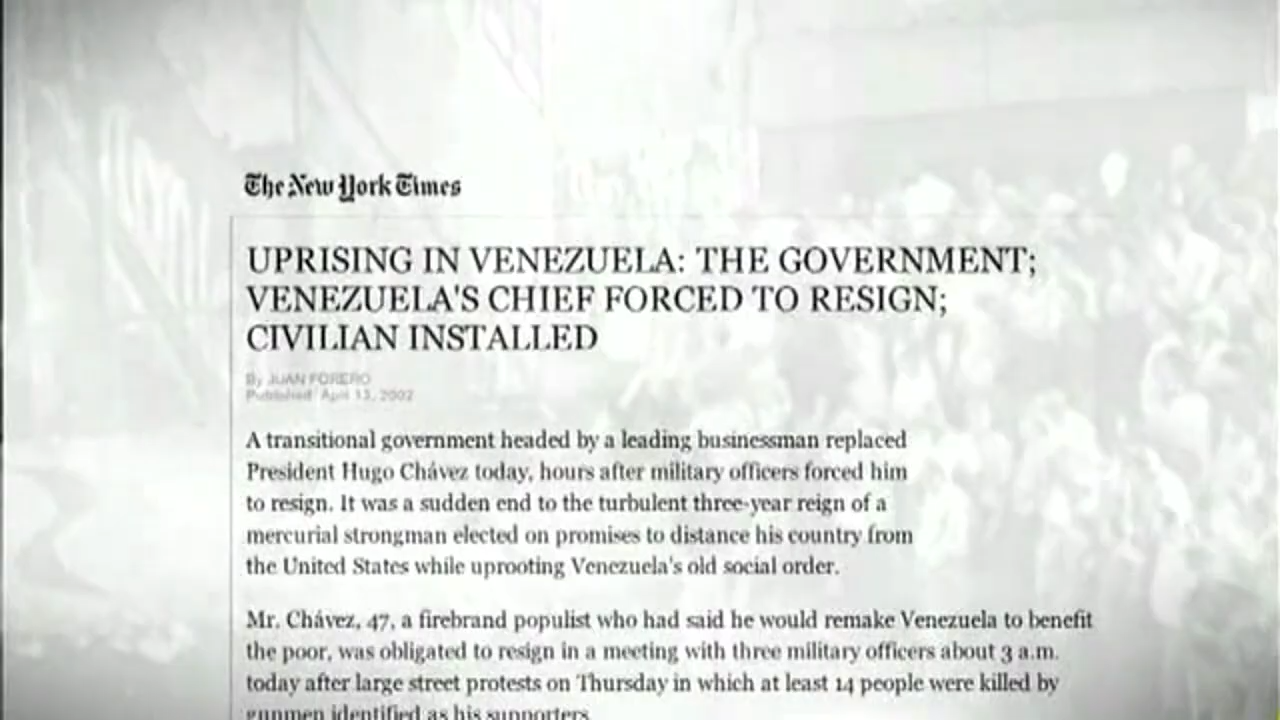 The New York Times
UPRISING IN VENEZUELA: THE GOVERNMENT;
VENEZUELA'S CHIEF FORCED TO RESIGN;
CIVILIAN INSTALLED
By JUAN FORERO
Published: April 13, 2002
A transitional government headed by a leading businessman replaced
President Hugo Chávez today, hours after military officers forced him
to resign. It was a sudden end to the turbulent three-year reign of a
mercurial strongman elected on promises to distance his country from
the United States while uprooting Venezuela's old social order.
Mr. Chávez, 47, a firebrand populist who had said he would remake Venezuela to benefit
the poor, was obligated to resign in a meeting with three military officers about 3 a.m.
today after large street protests on Thursday in which at least 14 people were killed by
gunmen identified as his supporters.